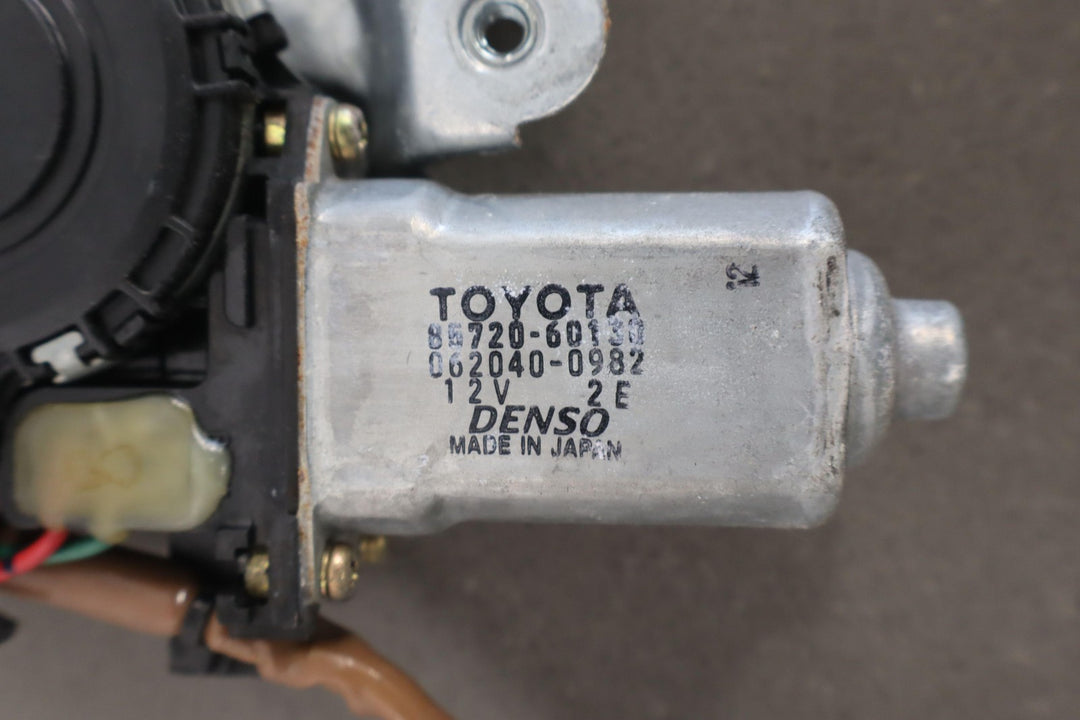 TOYOTA
85720-60130
062040-0982
12V 2E
DENSO
MADE IN JAPAN